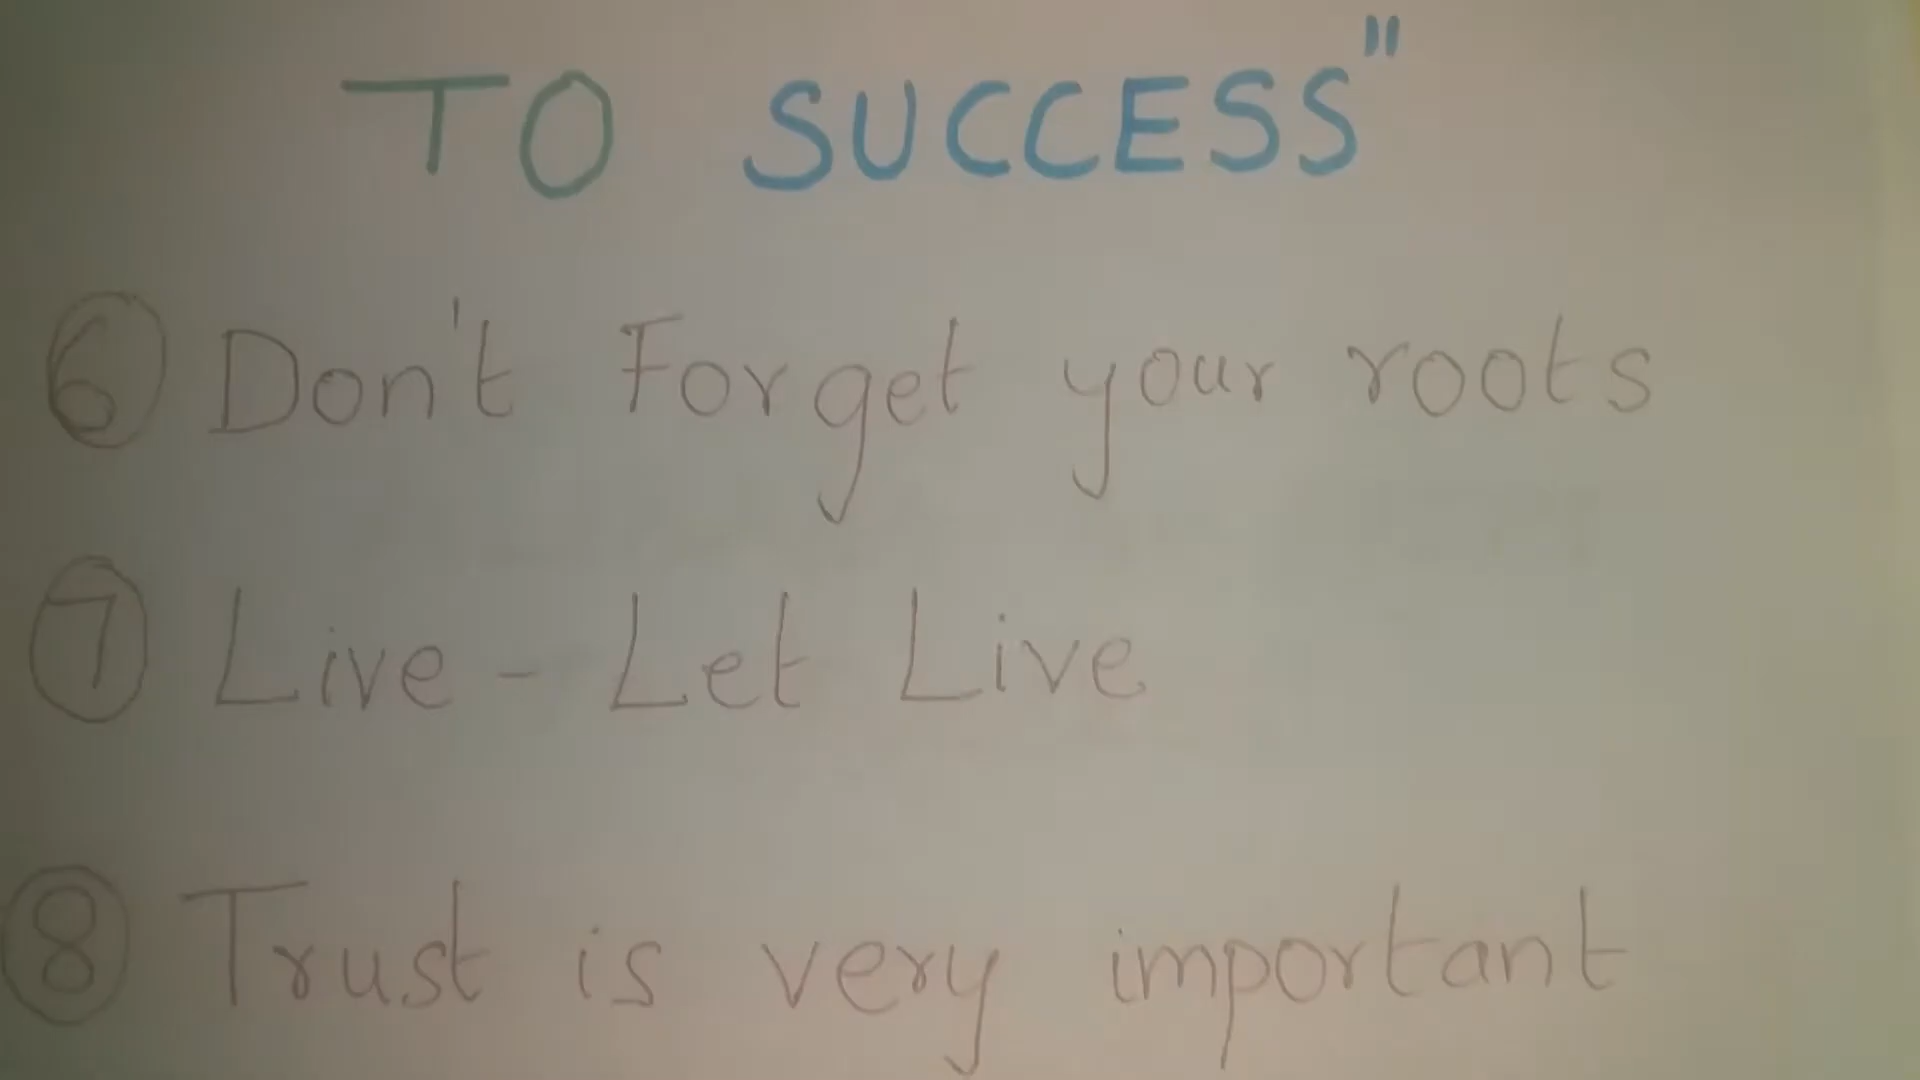 TO SUCCESS"
6 Don't Forget your roots
7 Live - Let Live
8 Trust is very important